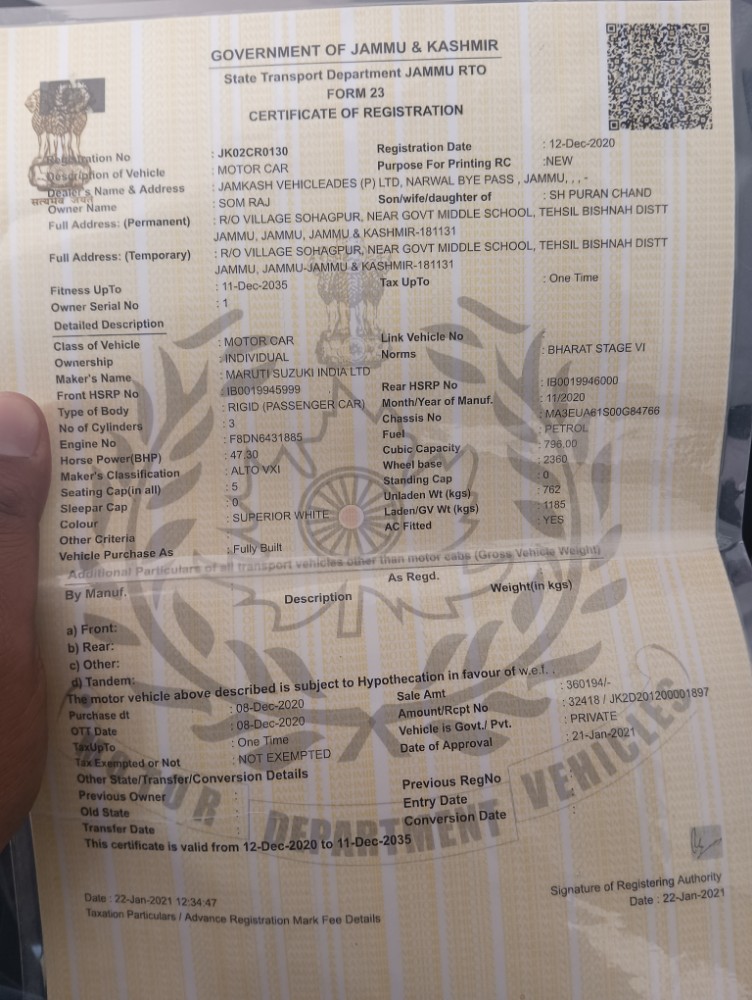 GOVERNMENT OF JAMMU & KASHMIR
State Transport Department JAMMU RTO
FORM 23
CERTIFICATE OF REGISTRATION
सत्यमेव जयते
Registration No : JK02CR0130 Registration Date : 12-Dec-2020
Description of Vehicle : MOTOR CAR Purpose For Printing RC :NEW
Dealer's Name & Address : JAMKASH VEHICLEADES (P) LTD, NARWAL BYE PASS , JAMMU, , , -
Owner Name : SOM RAJ Son/wife/daughter of : SH PURAN CHAND
Full Address: (Permanent) : R/O VILLAGE SOHAGPUR, NEAR GOVT MIDDLE SCHOOL, TEHSIL BISHNAH DISTT
JAMMU, JAMMU, JAMMU & KASHMIR-181131
Full Address: (Temporary) : R/O VILLAGE SOHAGPUR, NEAR GOVT MIDDLE SCHOOL, TEHSIL BISHNAH DISTT
JAMMU, JAMMU-JAMMU & KASHMIR-181131
Fitness UpTo : 11-Dec-2035 Tax UpTo : One Time
Owner Serial No : 1
Detailed Description
Class of Vehicle : MOTOR CAR Link Vehicle No
Ownership : INDIVIDUAL Norms : BHARAT STAGE VI
Maker's Name : MARUTI SUZUKI INDIA LTD
Front HSRP No : IB0019945999 Rear HSRP No : IB0019946000
Type of Body : RIGID (PASSENGER CAR) Month/Year of Manuf. : 11/2020
No of Cylinders : 3 Chassis No : MA3EUA61S00G84766
Engine No : F8DN6431885 Fuel : PETROL
Horse Power(BHP) : 47.30 Cubic Capacity : 796.00
Maker's Classification : ALTO VXI Wheel base : 2360
Seating Cap(in all) : 5 Standing Cap : 0
Sleepar Cap : 0 Unladen Wt (kgs) : 762
Colour : SUPERIOR WHITE Laden/GV Wt (kgs) : 1185
Other Criteria : AC Fitted : YES
Vehicle Purchase As : Fully Built
Additional Particulars of all transport vehicles other than motor cabs (Gross Vehicle Weight)
By Manuf. As Regd.
Description Weight(in kgs)
a) Front:
b) Rear:
c) Other:
d) Tandem:
The motor vehicle above described is subject to Hypothecation in favour of w.e.f. .
Purchase dt : 08-Dec-2020 Sale Amt : 360194/-
OTT Date : 08-Dec-2020 Amount/Rcpt No : 32418 / JK2D201200001897
TaxUpTo : One Time Vehicle is Govt./ Pvt. : PRIVATE
Tax Exempted or Not : NOT EXEMPTED Date of Approval : 21-Jan-2021
Other State/Transfer/Conversion Details
Previous Owner : Previous RegNo :
Old State : Entry Date :
Transfer Date : Conversion Date :
This certificate is valid from 12-Dec-2020 to 11-Dec-2035
DEPARTMENT VEHICLES
Signature of Registering Authority
Date : 22-Jan-2021 12:34:47 Date : 22-Jan-2021
Taxation Particulars / Advance Registration Mark Fee Details